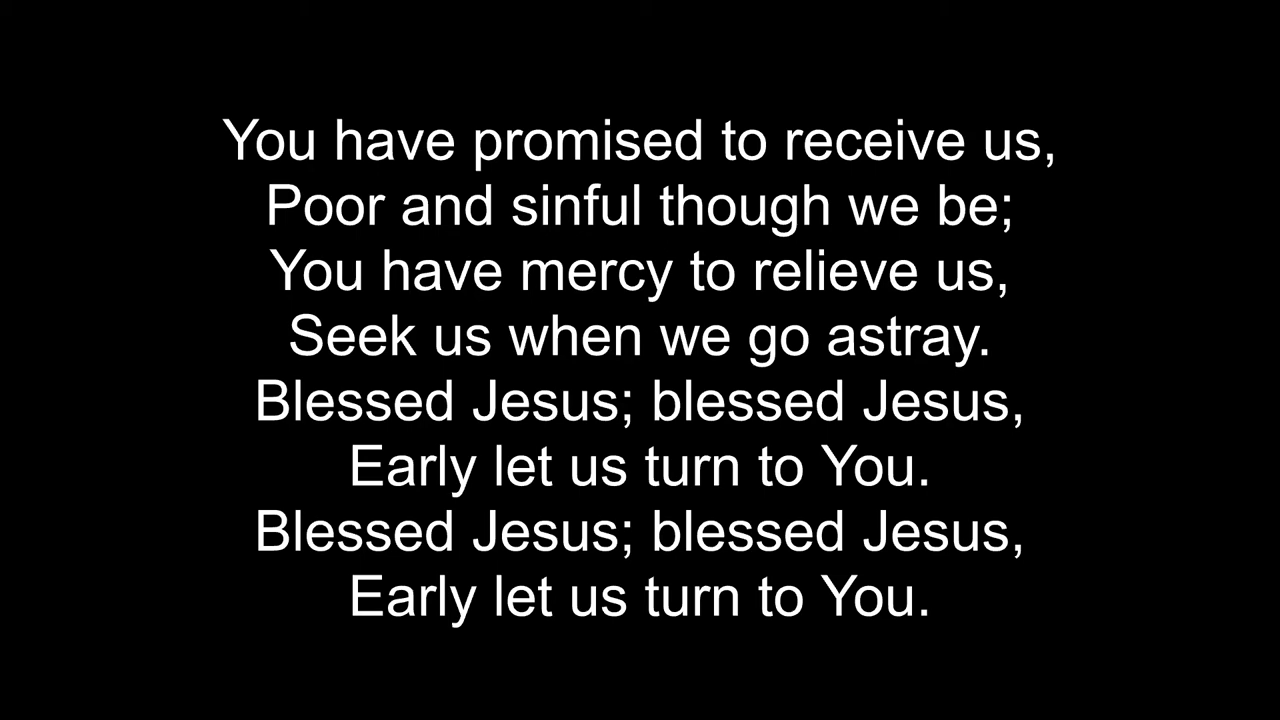 You have promised to receive us,
Poor and sinful though we be;
You have mercy to relieve us,
Seek us when we go astray.
Blessed Jesus; blessed Jesus,
Early let us turn to You.
Blessed Jesus; blessed Jesus,
Early let us turn to You.